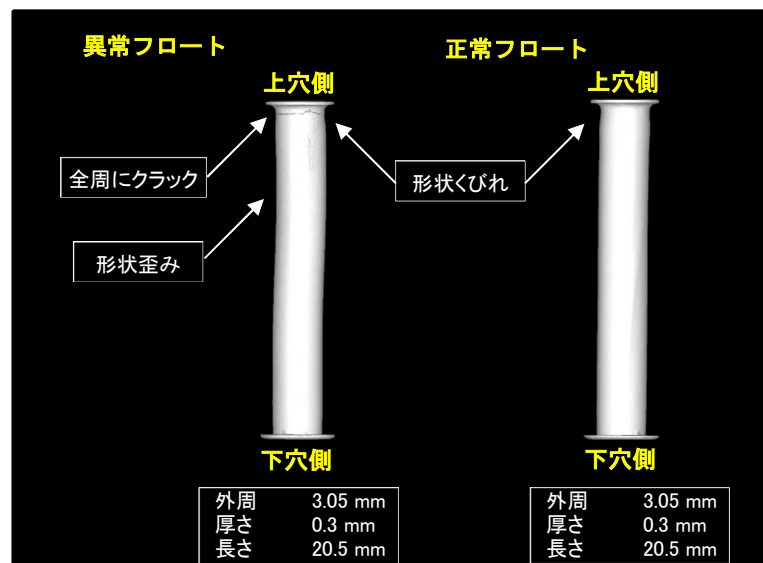 異常フロート
正常フロート
上穴側
上穴側
全周にクラック
形状くびれ
形状歪み
下穴側
下穴側
外周 3.05 mm
厚さ 0.3 mm
長さ 20.5 mm
外周 3.05 mm
厚さ 0.3 mm
長さ 20.5 mm